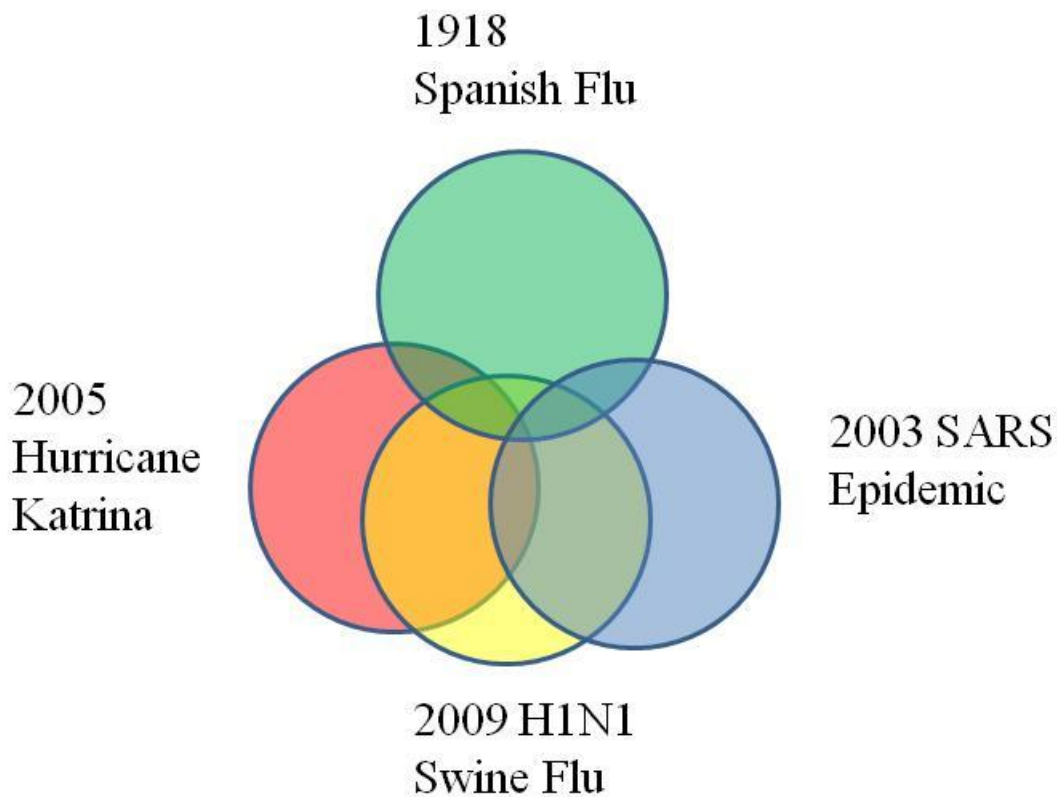 1918
Spanish Flu
2005
Hurricane
Katrina
2003 SARS
Epidemic
2009 H1N1
Swine Flu